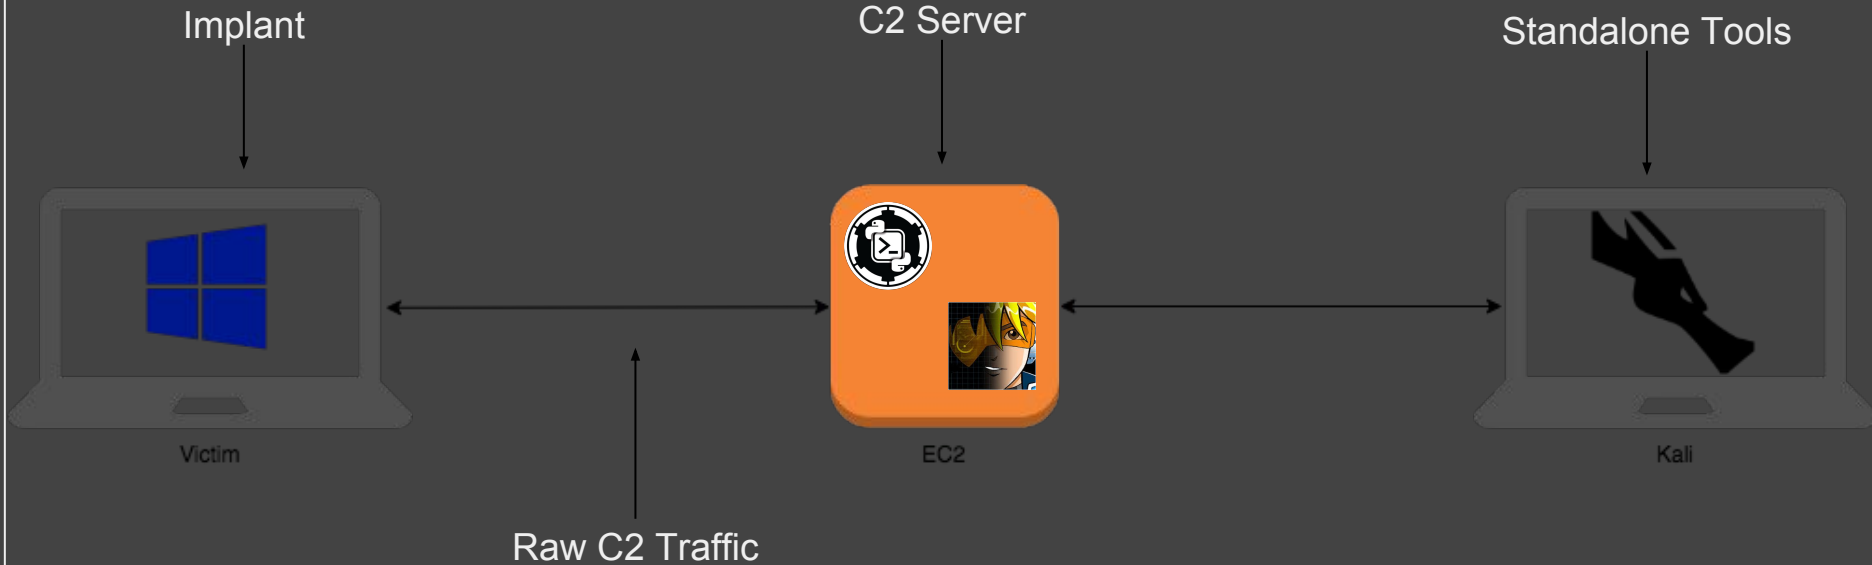 Implant
C2 Server
Standalone Tools
>_
Victim
EC2
Kali
Raw C2 Traffic